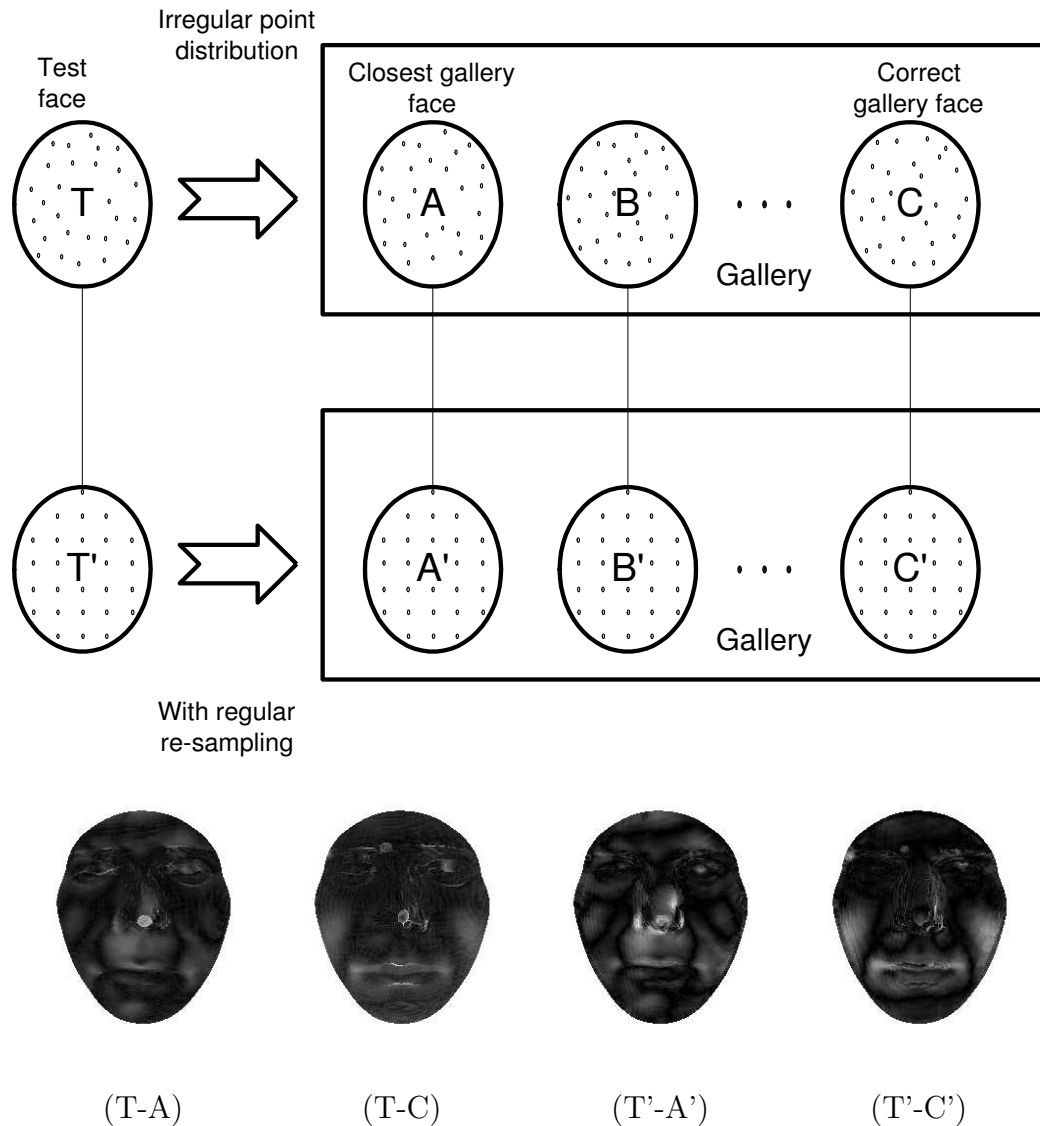 Irregular point
distribution
Test
face
Closest gallery
face
Correct
gallery face
T
A
B
. . .
C
Gallery
T'
A'
B'
. . .
C'
Gallery
With regular
re-sampling
(T-A)
(T-C)
(T'-A')
(T'-C')